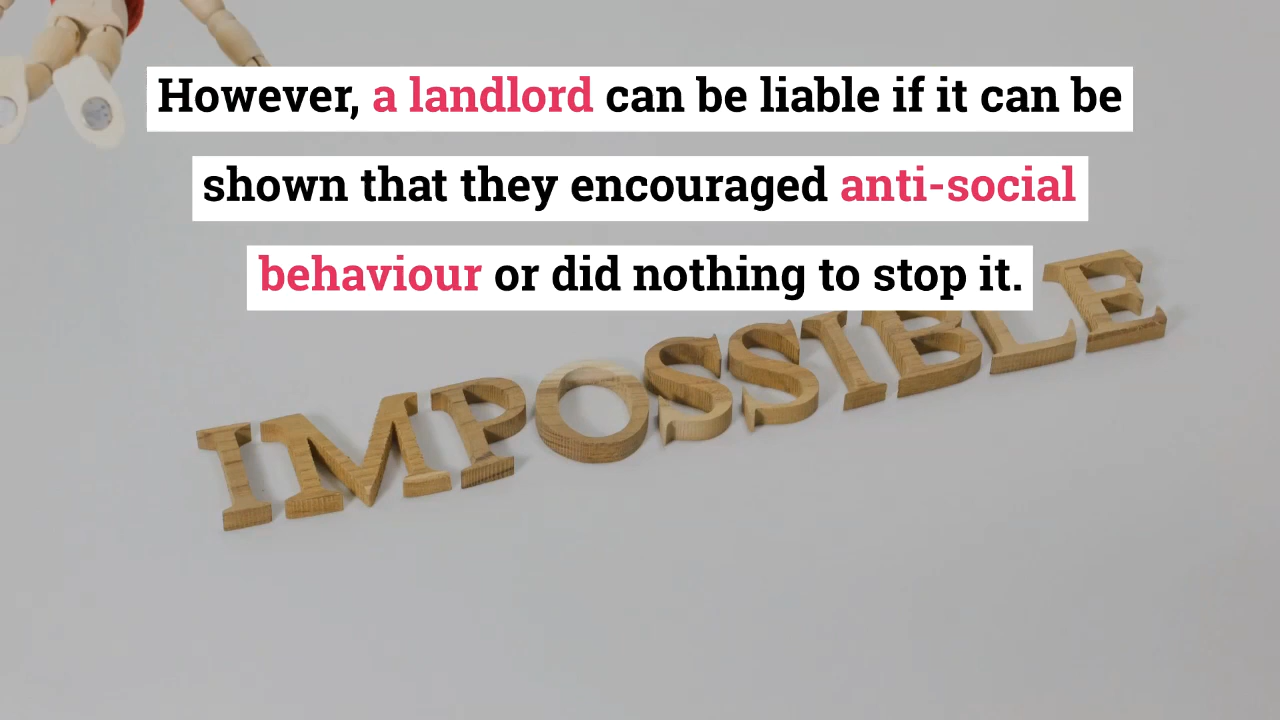 However, a landlord can be liable if it can be
shown that they encouraged anti-social
behaviour or did nothing to stop it.
IMPOSSIBLE